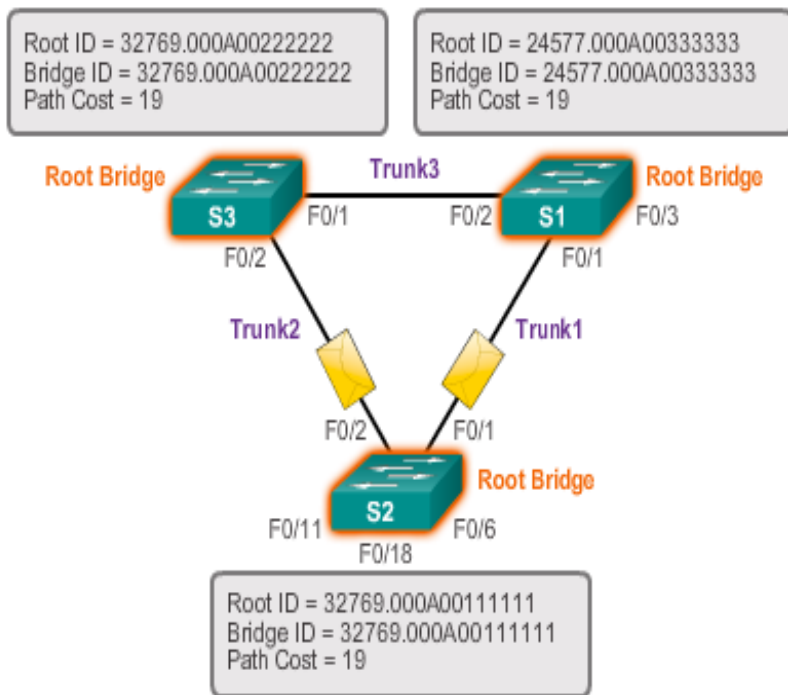 Root ID = 32769.000A00222222
Bridge ID = 32769.000A00222222
Path Cost = 19
Root ID = 24577.000A00333333
Bridge ID = 24577.000A00333333
Path Cost = 19
Root Bridge
S3
F0/1
F0/2
Trunk3
F0/2
S1
F0/3
F0/1
Root Bridge
Trunk2
Trunk1
F0/2
F0/1
Root Bridge
S2
F0/11
F0/18
F0/6
Root ID = 32769.000A00111111
Bridge ID = 32769.000A00111111
Path Cost = 19